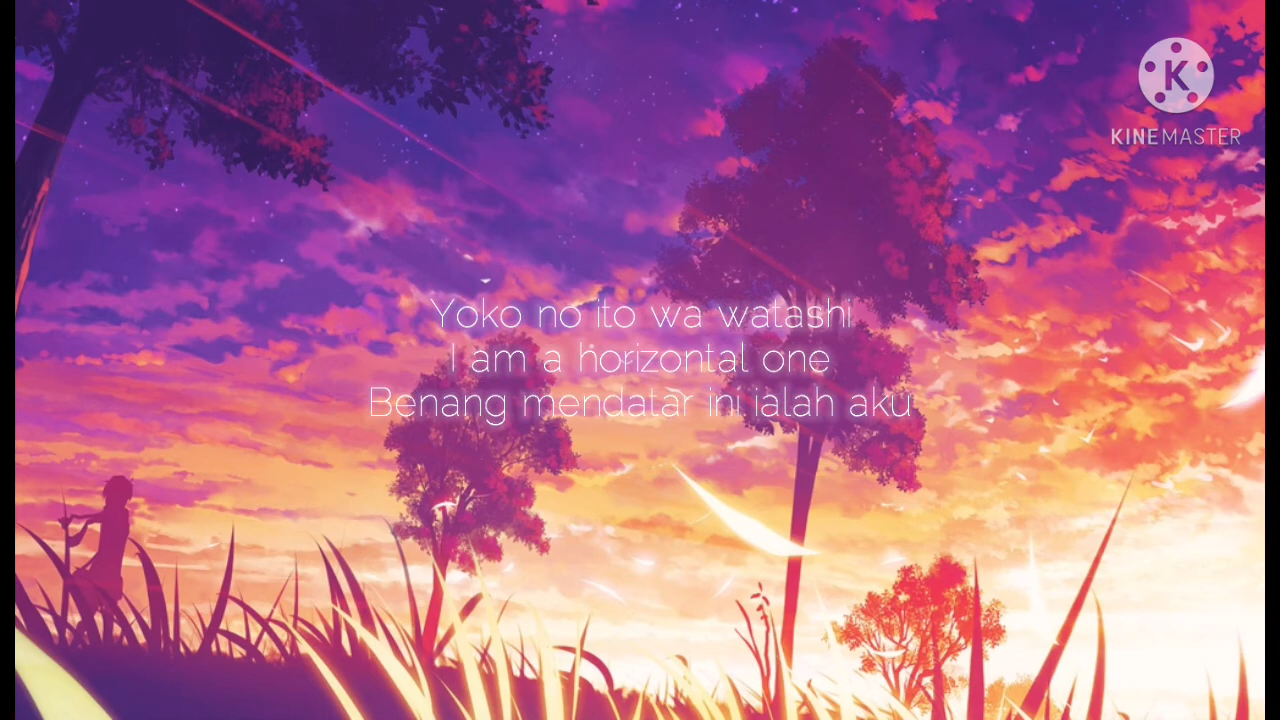 K
KINEMASTER
Yoko no ito wa watashi
I am a horizontal one
Benang mendatar ini ialah aku